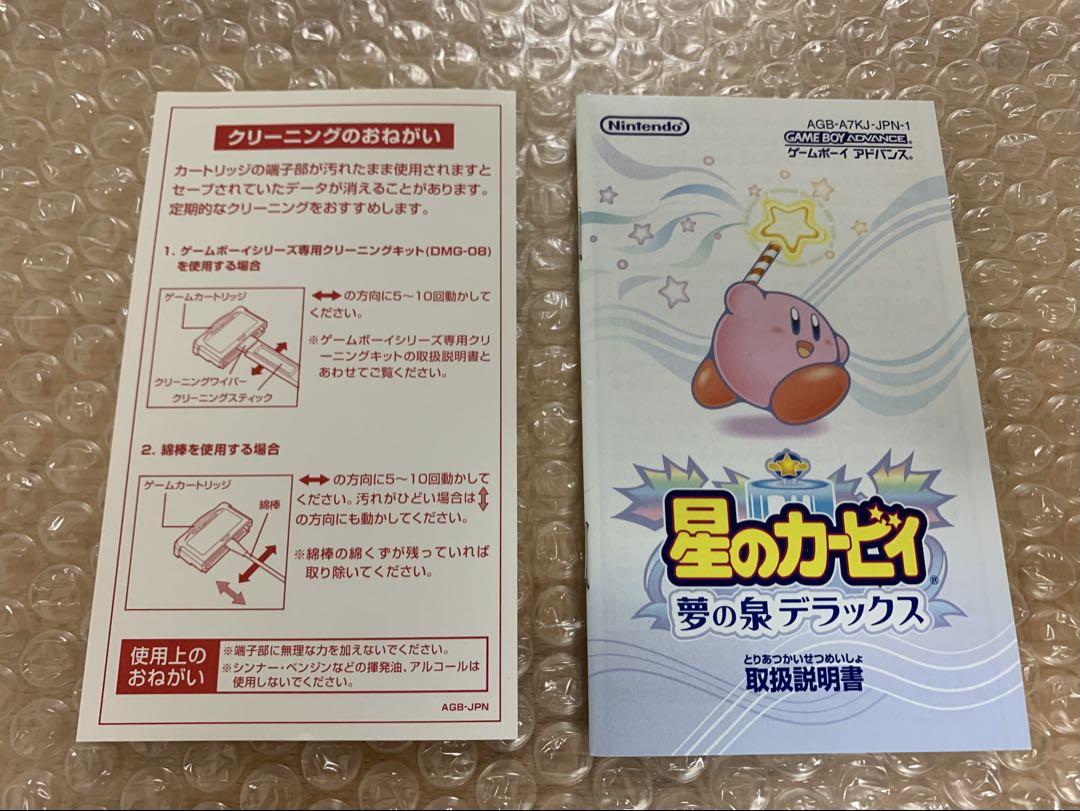 クリーニングのおねがい
カートリッジの端子部が汚れたまま使用されますと
セーブされていたデータが消えることがあります。
定期的なクリーニングをおすすめします。
1. ゲームボーイシリーズ専用クリーニングキット(DMG-08)
を使用する場合
ゲームカートリッジ
クリーニングワイパー
クリーニングスティック
⟷の方向に5〜10回動かして
ください。
※ゲームボーイシリーズ専用クリ
ーニングキットの取扱説明書と
あわせてご覧ください。
2. 綿棒を使用する場合
ゲームカートリッジ
綿棒
⟷の方向に5〜10回動かして
ください。汚れがひどい場合は⇕
の方向にも動かしてください。
※綿棒の綿くずが残っていれば
取り除いてください。
使用上の
おねがい
※端子部に無理な力を加えないでください。
※シンナー・ベンジンなどの揮発油、アルコールは
使用しないでください。
AGB-JPN
Nintendo®
AGB-A7KJ-JPN-1
GAME BOY ADVANCE
ゲームボーイ アドバンス®
星のカービィ®
夢の泉 デラックス
とりあつかいせつめいしょ
取扱説明書